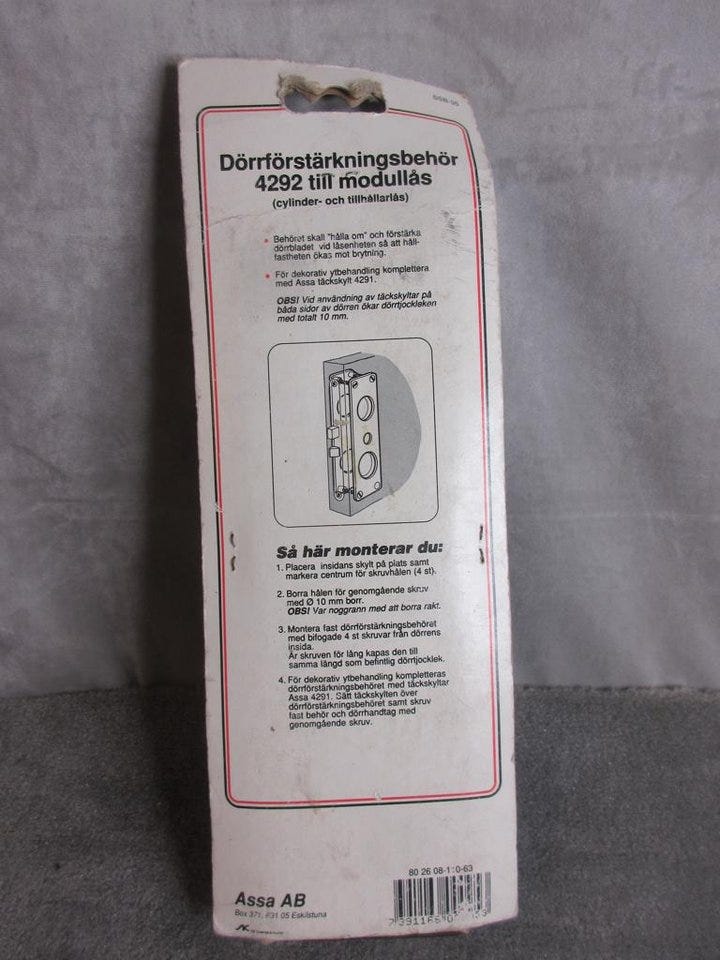 Dörrförstärkningsbehör
4292 till modullås
(cylinder- och tillhållarlås)
• Behöret skall "hålla om" och förstärka
dörrbladet vid låsenheten så att håll-
fastheten ökas mot brytning.
• För dekorativ ytbehandling komplettera
med Assa täckskylt 4291.
OBS! Vid användning av täckskyltar på
båda sidor av dörren ökar dörrtjockleken
med totalt 10 mm.
Så här monterar du:
1. Placera insidans skylt på plats samt
markera centrum för skruvhålen (4 st).
2. Borra hålen för genomgående skruv
med Ø 10 mm borr.
OBS! Var noggrann med att borra rakt.
3. Montera fast dörrförstärkningsbehöret
med bifogade 4 st skruvar från dörrens
insida.
Är skruven för lång kapas den till
samma längd som befintlig dörrtjocklek.
4. För dekorativ ytbehandling kompletteras
dörrförstärkningsbehöret med täckskyltar
Assa 4291. Sätt täckskylten över
dörrförstärkningsbehöret samt skruv
fast behör och dörrhandtag med
genomgående skruv.
80 26 08-110-63
Assa AB
Box 371, 631 05 Eskilstuna